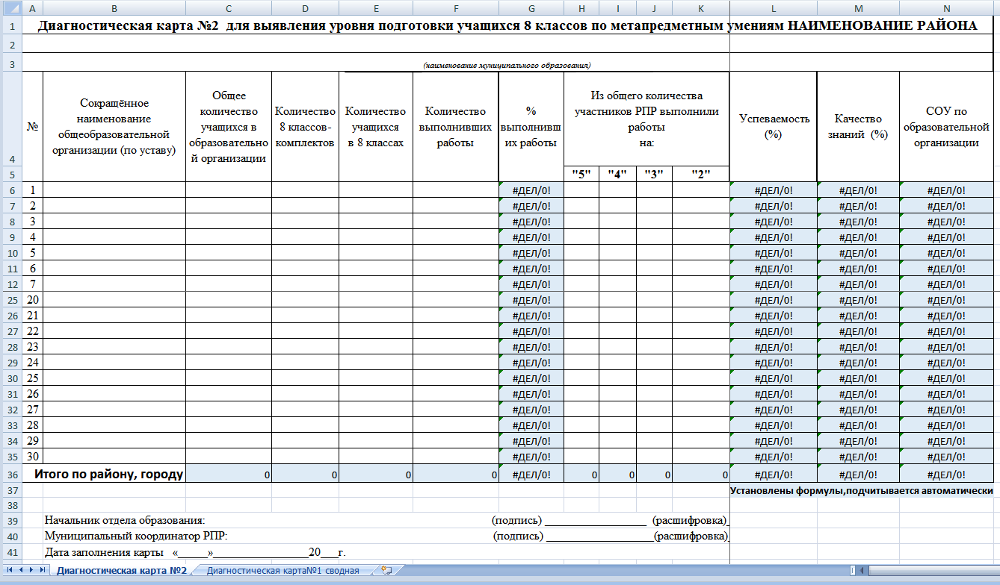 A B C D E F G H I J K L M N
1 Диагностическая карта №2 для выявления уровня подготовки учащихся 8 классов по метапредметным умениям НАИМЕНОВАНИЕ РАЙОНА
2
3 (наименование муниципального образования)
4
№
Сокращённое
наименование
общеобразовательной
организации (по уставу)
Общее
количество
учащихся в
образовательно
й организации
Количество
8 классов-
комплектов
Количество
учащихся
в 8 классах
Количество
выполнивших
работы
%
выполнивш
их работы
Из общего количества
участников РПР выполнили
работы
на:
Успеваемость
(%)
Качество
знаний (%)
СОУ по
образовательной
организации
5 "5" "4" "3" "2"
6 1 #ДЕЛ/0! #ДЕЛ/0! #ДЕЛ/0! #ДЕЛ/0!
7 2 #ДЕЛ/0! #ДЕЛ/0! #ДЕЛ/0! #ДЕЛ/0!
8 3 #ДЕЛ/0! #ДЕЛ/0! #ДЕЛ/0! #ДЕЛ/0!
9 4 #ДЕЛ/0! #ДЕЛ/0! #ДЕЛ/0! #ДЕЛ/0!
10 5 #ДЕЛ/0! #ДЕЛ/0! #ДЕЛ/0! #ДЕЛ/0!
11 6 #ДЕЛ/0! #ДЕЛ/0! #ДЕЛ/0! #ДЕЛ/0!
12 7 #ДЕЛ/0! #ДЕЛ/0! #ДЕЛ/0! #ДЕЛ/0!
25 20 #ДЕЛ/0! #ДЕЛ/0! #ДЕЛ/0! #ДЕЛ/0!
26 21 #ДЕЛ/0! #ДЕЛ/0! #ДЕЛ/0! #ДЕЛ/0!
27 22 #ДЕЛ/0! #ДЕЛ/0! #ДЕЛ/0! #ДЕЛ/0!
28 23 #ДЕЛ/0! #ДЕЛ/0! #ДЕЛ/0! #ДЕЛ/0!
29 24 #ДЕЛ/0! #ДЕЛ/0! #ДЕЛ/0! #ДЕЛ/0!
30 25 #ДЕЛ/0! #ДЕЛ/0! #ДЕЛ/0! #ДЕЛ/0!
31 26 #ДЕЛ/0! #ДЕЛ/0! #ДЕЛ/0! #ДЕЛ/0!
32 27 #ДЕЛ/0! #ДЕЛ/0! #ДЕЛ/0! #ДЕЛ/0!
33 28 #ДЕЛ/0! #ДЕЛ/0! #ДЕЛ/0! #ДЕЛ/0!
34 29 #ДЕЛ/0! #ДЕЛ/0! #ДЕЛ/0! #ДЕЛ/0!
35 30 #ДЕЛ/0! #ДЕЛ/0! #ДЕЛ/0! #ДЕЛ/0!
36 Итого по району, городу 0 0 0 0 #ДЕЛ/0! 0 0 0 0 #ДЕЛ/0! #ДЕЛ/0! #ДЕЛ/0!
37 Установлены формулы,подчитывается автоматически
38
39 Начальник отдела образования: (подпись) __________________ (расшифровка)_
40 Муниципальный координатор РПР: (подпись) ___________________(расшифровка)
41 Дата заполнения карты «_____»________________20___г.
Диагностическая карта №2 Диагностическая карта№1 сводная